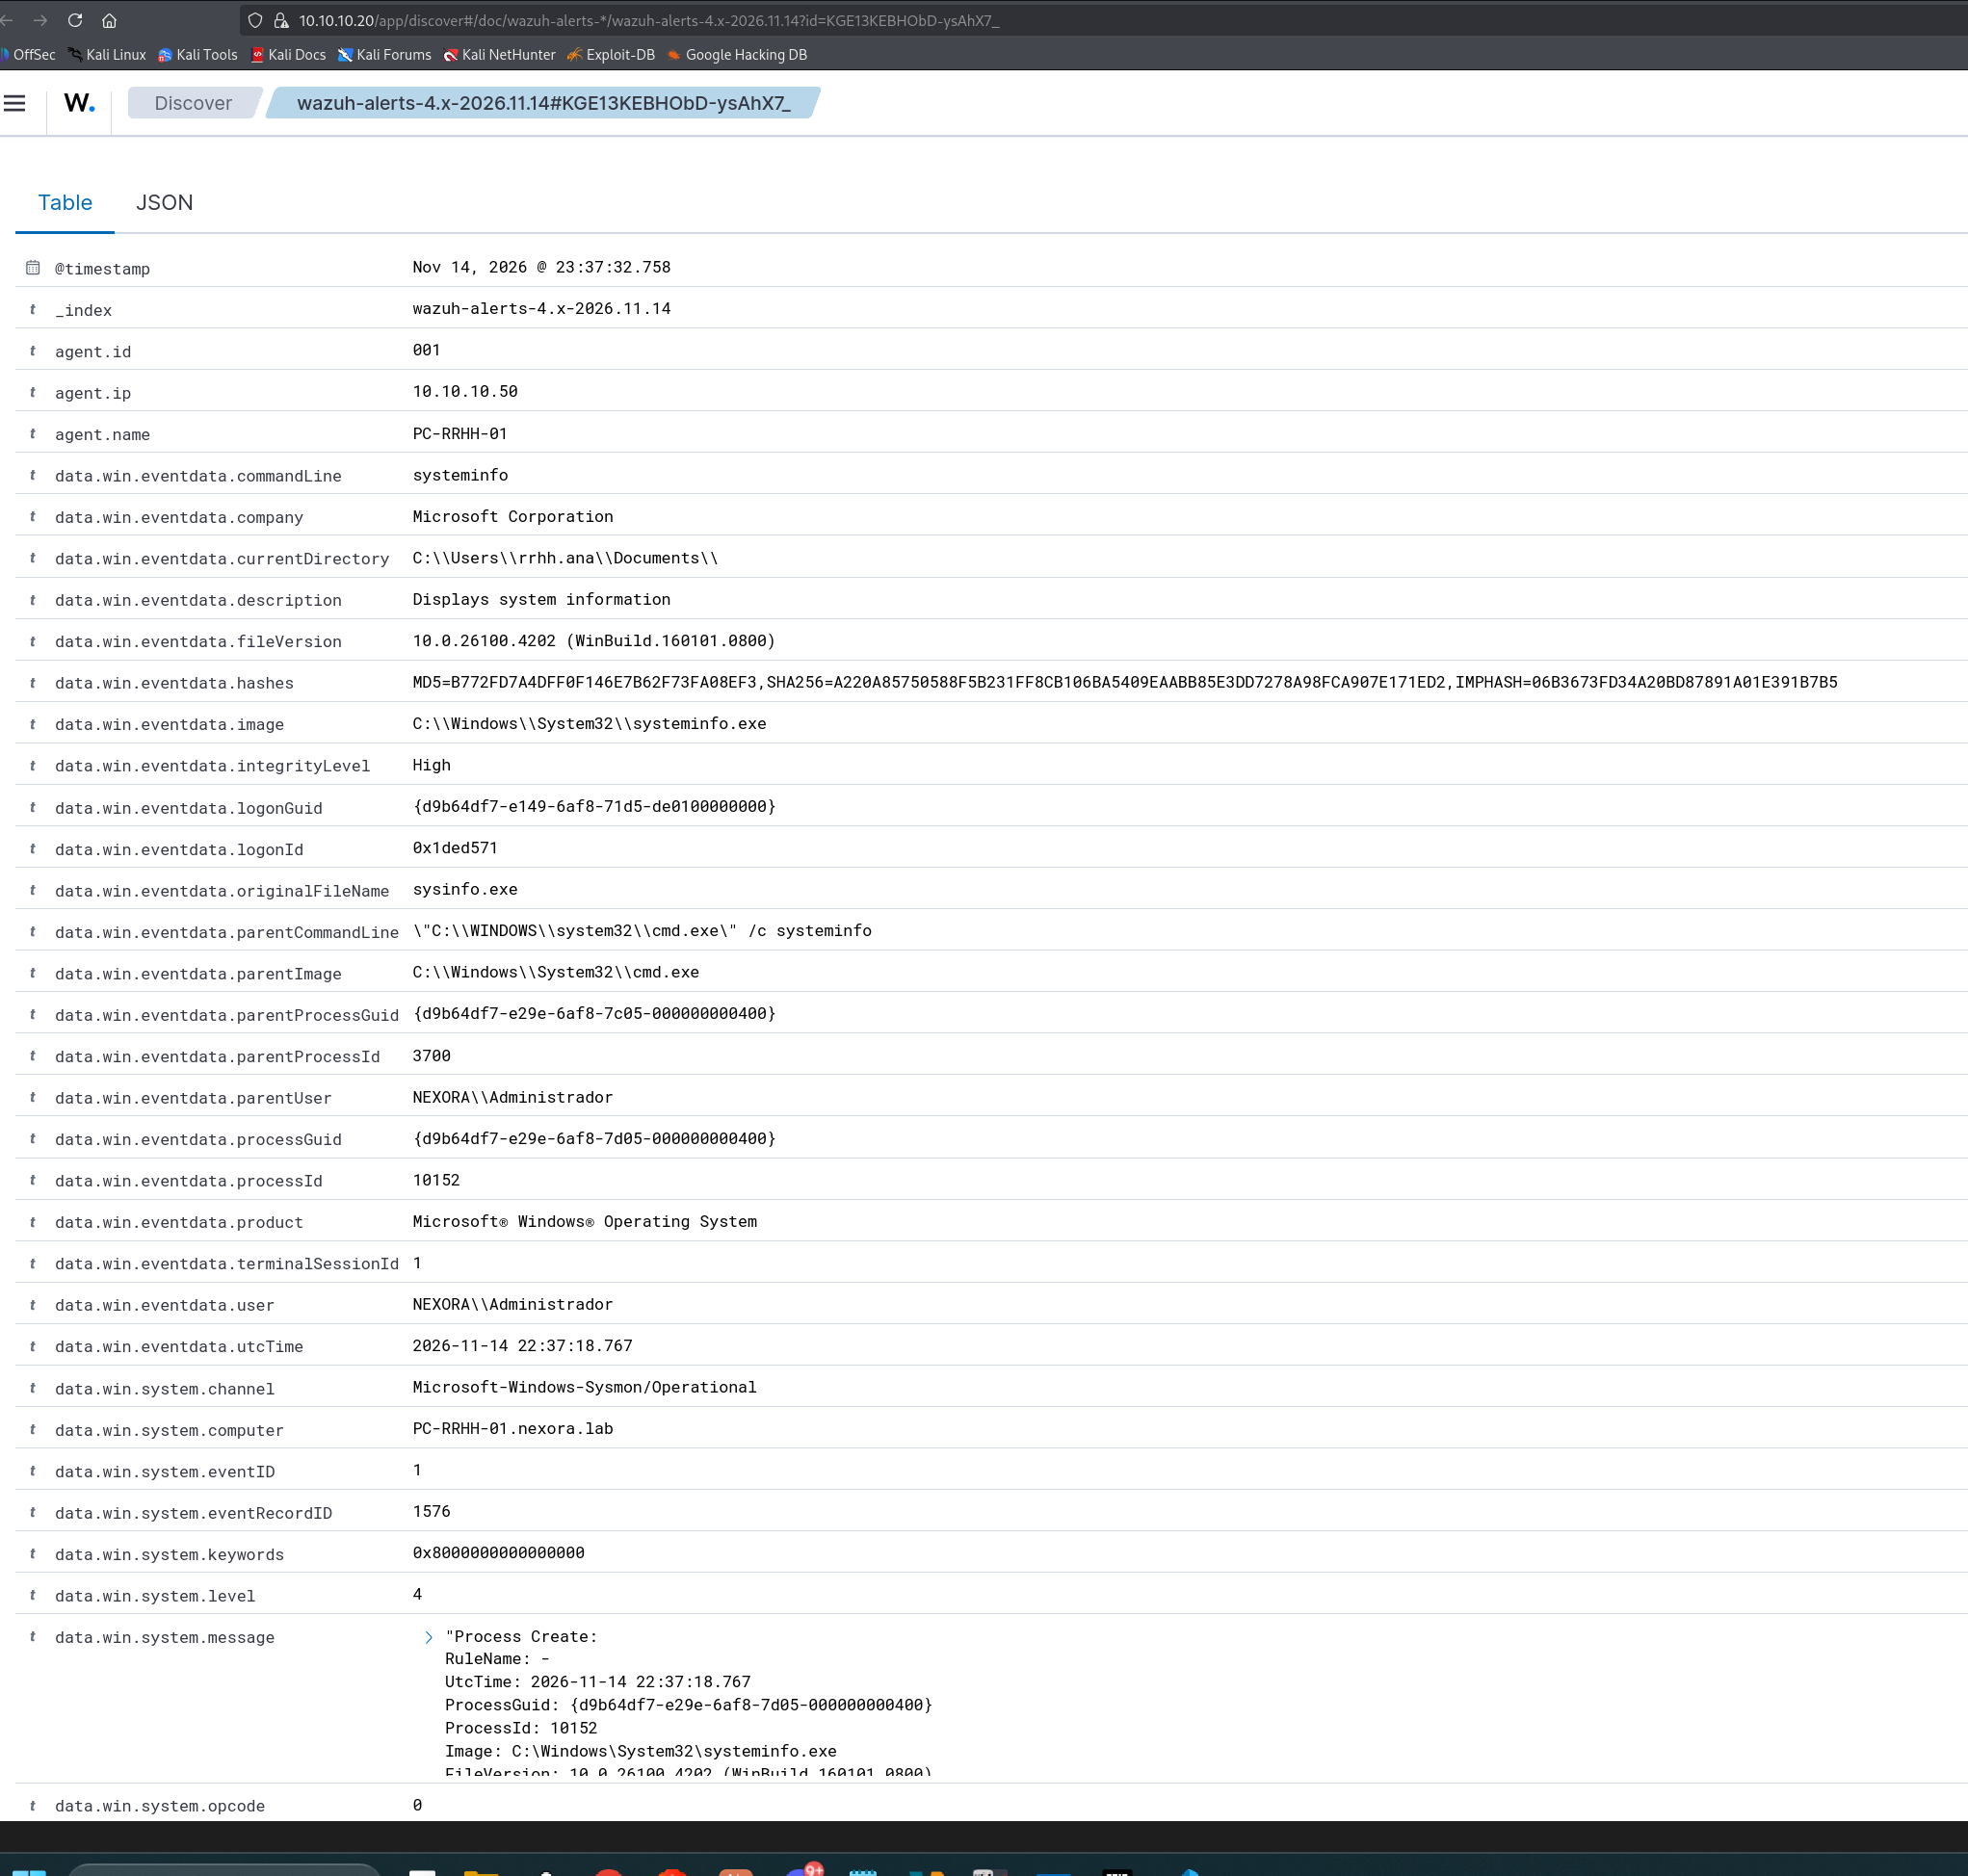 10.10.10.20/app/discover#/doc/wazuh-alerts-*/wazuh-alerts-4.x-2026.11.14?id=KGE13KEBHObD-ysAhX7_
OffSec Kali Linux Kali Tools Kali Docs Kali Forums Kali NetHunter Exploit-DB Google Hacking DB
W. Discover wazuh-alerts-4.x-2026.11.14#KGE13KEBHObD-ysAhX7_
Table JSON
@timestamp Nov 14, 2026 @ 23:37:32.758
t _index wazuh-alerts-4.x-2026.11.14
t agent.id 001
t agent.ip 10.10.10.50
t agent.name PC-RRHH-01
t data.win.eventdata.commandLine systeminfo
t data.win.eventdata.company Microsoft Corporation
t data.win.eventdata.currentDirectory C:\\Users\\rrhh.ana\\Documents\\
t data.win.eventdata.description Displays system information
t data.win.eventdata.fileVersion 10.0.26100.4202 (WinBuild.160101.0800)
t data.win.eventdata.hashes MD5=B772FD7A4DFF0F146E7B62F73FA08EF3,SHA256=A220A85750588F5B231FF8CB106BA5409EAABB85E3DD7278A98FCA907E171ED2,IMPHASH=06B3673FD34A20BD87891A01E391B7B5
t data.win.eventdata.image C:\\Windows\\System32\\systeminfo.exe
t data.win.eventdata.integrityLevel High
t data.win.eventdata.logonGuid {d9b64df7-e149-6af8-71d5-de0100000000}
t data.win.eventdata.logonId 0x1ded571
t data.win.eventdata.originalFileName sysinfo.exe
t data.win.eventdata.parentCommandLine \"C:\\WINDOWS\\system32\\cmd.exe\" /c systeminfo
t data.win.eventdata.parentImage C:\\Windows\\System32\\cmd.exe
t data.win.eventdata.parentProcessGuid {d9b64df7-e29e-6af8-7c05-000000000400}
t data.win.eventdata.parentProcessId 3700
t data.win.eventdata.parentUser NEXORA\\Administrador
t data.win.eventdata.processGuid {d9b64df7-e29e-6af8-7d05-000000000400}
t data.win.eventdata.processId 10152
t data.win.eventdata.product Microsoft® Windows® Operating System
t data.win.eventdata.terminalSessionId 1
t data.win.eventdata.user NEXORA\\Administrador
t data.win.eventdata.utcTime 2026-11-14 22:37:18.767
t data.win.system.channel Microsoft-Windows-Sysmon/Operational
t data.win.system.computer PC-RRHH-01.nexora.lab
t data.win.system.eventID 1
t data.win.system.eventRecordID 1576
t data.win.system.keywords 0x8000000000000000
t data.win.system.level 4
t data.win.system.message "Process Create:
RuleName: -
UtcTime: 2026-11-14 22:37:18.767
ProcessGuid: {d9b64df7-e29e-6af8-7d05-000000000400}
ProcessId: 10152
Image: C:\Windows\System32\systeminfo.exe
FileVersion: 10.0.26100.4202 (WinBuild.160101.0800)
t data.win.system.opcode 0
9+